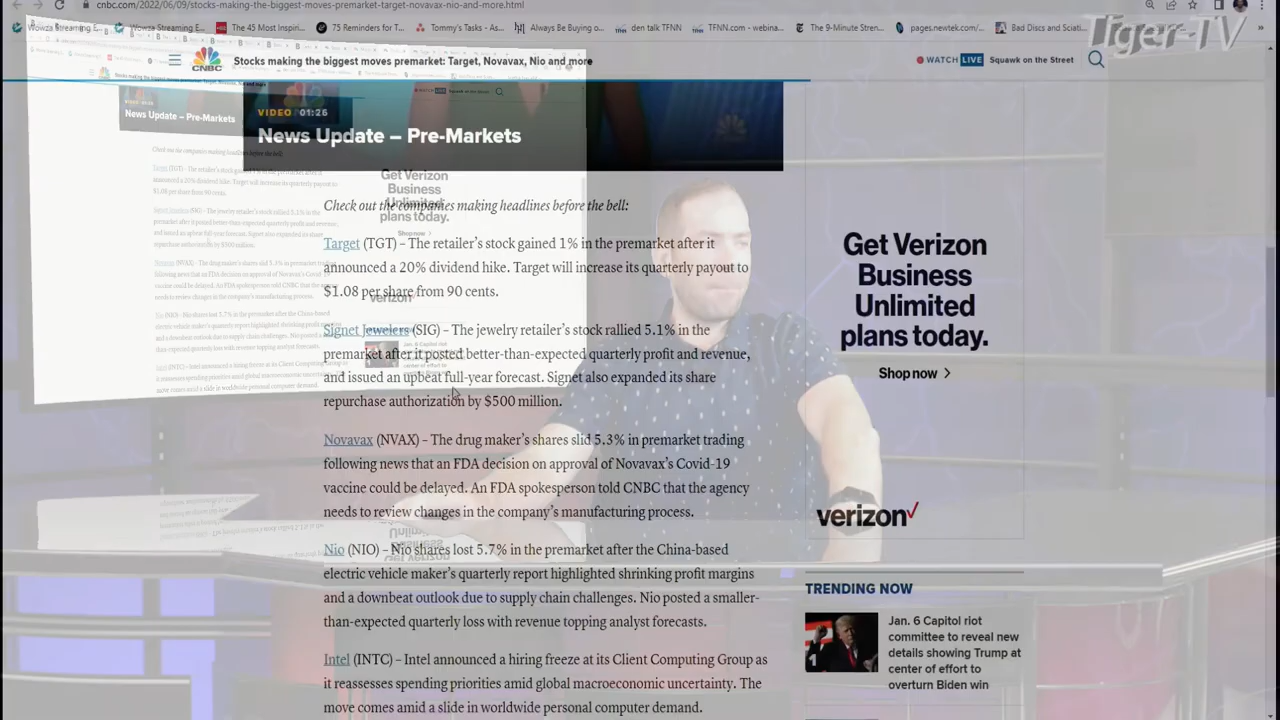 cnbc.com/2022/06/09/stocks-making-the-biggest-moves-premarket-target-novavax-nio-and-more.html
Wowza Streaming E...
Wowza Streaming E...
The 45 Most Inspir...
75 Reminders for T...
Tommy's Tasks - As...
Always Be Buying o...
den blk TFNN
TFNN.com - webina...
The 9-Minute Stren...
pages.newtek.com/...
Bad Discs and Sciati...
Tiger-TV
CNBC
Stocks making the biggest moves premarket: Target, Novavax, Nio and more
WATCH LIVE
Squawk on the Street
VIDEO 01:25
News Update – Pre-Markets
News Update – Pre-Markets
Check out the companies making headlines before the bell:
Target (TGT) – The retailer's stock gained 1% in the premarket after it
announced a 20% dividend hike. Target will increase its quarterly payout to
$1.08 per share from 90 cents.
Signet Jewelers (SIG) – The jewelry retailer's stock rallied 5.1% in the
premarket after it posted better-than-expected quarterly profit and revenue,
and issued an upbeat full-year forecast. Signet also expanded its share
repurchase authorization by $500 million.
Novavax (NVAX) – The drug maker's shares slid 5.3% in premarket trading
following news that an FDA decision on approval of Novavax's Covid-19
vaccine could be delayed. An FDA spokesperson told CNBC that the agency
needs to review changes in the company's manufacturing process.
Nio (NIO) – Nio shares lost 5.7% in the premarket after the China-based
electric vehicle maker's quarterly report highlighted shrinking profit margins
and a downbeat outlook due to supply chain challenges. Nio posted a smaller-
than-expected quarterly loss with revenue topping analyst forecasts.
Intel (INTC) – Intel announced a hiring freeze at its Client Computing Group as
it reassesses spending priorities amid global macroeconomic uncertainty. The
move comes amid a slide in worldwide personal computer demand.
Get Verizon
Business
Unlimited
plans today.
Shop now
verizon
Get Verizon
Business
Unlimited
plans today.
Shop now
verizon
TRENDING NOW
1
Jan. 6 Capitol riot
committee to reveal new
details showing Trump at
center of effort to
overturn Biden win